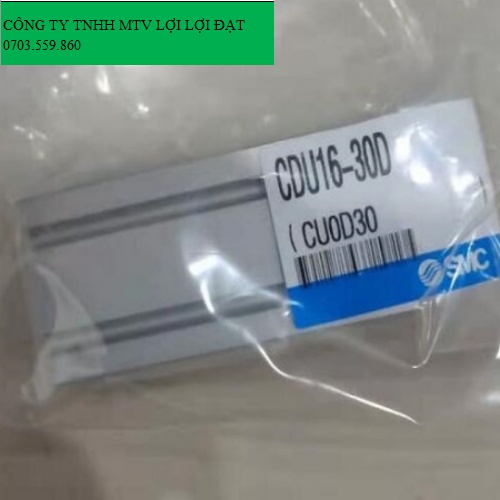 CÔNG TY TNHH MTV LỢI LỢI ĐẠT
0703.559.860
CDU16-30D
( CU0D30
SMC